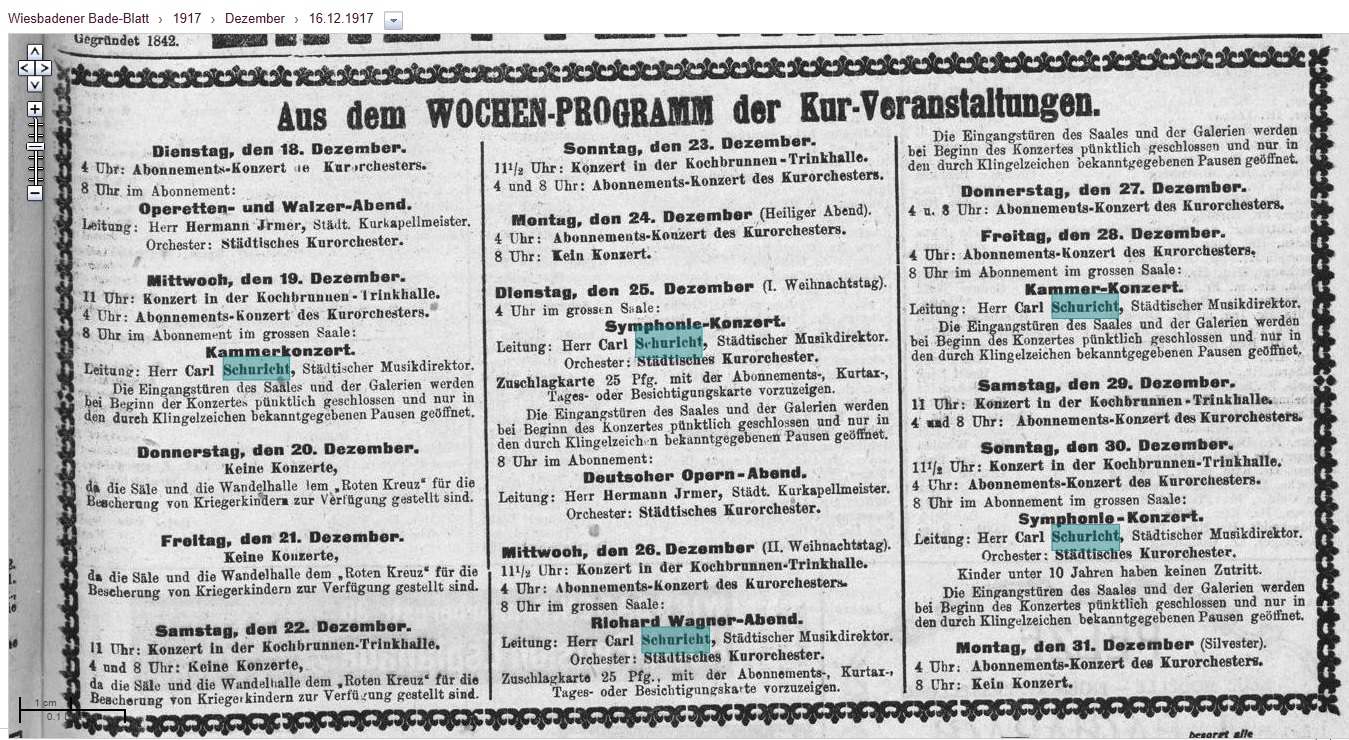 Wiesbadener Bade-Blatt › 1917 › Dezember › 16.12.1917
Gegründet 1842.
Aus dem WOCHEN-PROGRAMM der Kur-Veranstaltungen.
Dienstag, den 18. Dezember.
4 Uhr: Abonnements-Konzert Kurorchesters.
8 Uhr im Abonnement:
Operetten- und Walzer-Abend.
Leitung: Herr Hermann Jrmer, Städt. Kurkapellmeister.
Orchester: Städtisches Kurorchester.
Mittwoch, den 19. Dezember.
11 Uhr: Konzert in der Kochbrunnen-Trinkhalle.
4 Uhr: Abonnements-Konzert des Kurorchesters.
8 Uhr im Abonnement im grossen Saale:
Kammerkonzert.
Leitung: Herr Carl Schuricht, Städtischer Musikdirektor.
Die Eingangstüren des Saales und der Galerien werden
bei Beginn der Konzertes pünktlich geschlossen und nur in
den durch Klingelzeichen bekanntgegebenen Pausen geöffnet.
Donnerstag, den 20. Dezember.
Keine Konzerte,
da die Säle und die Wandelhalle dem „Roten Kreuz“ für die
Bescherung von Kriegerkindern zur Verfügung gestellt sind.
Freitag, den 21. Dezember.
Keine Konzerte,
da die Säle und die Wandelhalle dem „Roten Kreuz“ für die
Bescherung von Kriegerkindern zur Verfügung gestellt sind.
Samstag, den 22. Dezember.
11 Uhr: Konzert in der Kochbrunnen-Trinkhalle.
4 und 8 Uhr: Keine Konzerte,
da die Säle und die Wandelhalle dem „Roten Kreuz“ für die
Bescherung von Kriegerkindern zur Verfügung gestellt sind.
Sonntag, den 23. Dezember.
11½ Uhr: Konzert in der Kochbrunnen-Trinkhalle.
4 und 8 Uhr: Abonnements-Konzert des Kurorchesters.
Montag, den 24. Dezember (Heiliger Abend).
4 Uhr: Abonnements-Konzert des Kurorchesters.
8 Uhr: Kein Konzert.
Dienstag, den 25. Dezember (I. Weihnachtstag).
4 Uhr im grossen Saale:
Symphonie-Konzert.
Leitung: Herr Carl Schuricht, Städtischer Musikdirektor.
Orchester: Städtisches Kurorchester.
Zuschlagkarte 25 Pfg. mit der Abonnements-, Kurtax-,
Tages- oder Besichtigungskarte vorzuzeigen.
Die Eingangstüren des Saales und der Galerien werden
bei Beginn des Konzertes pünktlich geschlossen und nur in
den durch Klingelzeichen bekanntgegebenen Pausen geöffnet.
8 Uhr im Abonnement:
Deutscher Opern-Abend.
Leitung: Herr Hermann Jrmer, Städt. Kurkapellmeister.
Orchester: Städtisches Kurorchester.
Mittwoch, den 26. Dezember (II. Weihnachtstag).
11½ Uhr: Konzert in der Kochbrunnen-Trinkhalle.
4 Uhr: Abonnements-Konzert des Kurorchesters.
8 Uhr im grossen Saale:
Richard Wagner-Abend.
Leitung: Herr Carl Schuricht, Städtischer Musikdirektor.
Orchester: Städtisches Kurorchester.
Zuschlagskarte 25 Pfg., mit der Abonnements-, Kurtax-,
Tages- oder Besichtigungskarte vorzuzeigen.
Die Eingangstüren des Saales und der Galerien werden
bei Beginn des Konzertes pünktlich geschlossen und nur in
den durch Klingelzeichen bekanntgegebenen Pausen geöffnet.
Donnerstag, den 27. Dezember.
4 u. 8 Uhr: Abonnements-Konzert des Kurorchesters.
Freitag, den 28. Dezember.
4 Uhr: Abonnements-Konzert des Kurorchesters.
8 Uhr im Abonnement im grossen Saale:
Kammer-Konzert.
Leitung: Herr Carl Schuricht, Städtischer Musikdirektor.
Die Eingangstüren des Saales und der Galerien werden
bei Beginn des Konzertes pünktlich geschlossen und nur in
den durch Klingelzeichen bekanntgegebenen Pausen geöffnet.
Samstag, den 29. Dezember.
11 Uhr: Konzert in der Kochbrunnen-Trinkhalle.
4 und 8 Uhr: Abonnements-Konzert des Kurorchesters.
Sonntag, den 30. Dezember.
11½ Uhr: Konzert in der Kochbrunnen-Trinkhalle.
4 Uhr: Abonnements-Konzert des Kurorchesters.
8 Uhr im Abonnement im grossen Saale:
Symphonie-Konzert.
Leitung: Herr Carl Schuricht, Städtischer Musikdirektor.
Orchester: Städtisches Kurorchester.
Kinder unter 10 Jahren haben keinen Zutritt.
Die Eingangstüren des Saales und der Galerien werden
bei Beginn des Konzertes pünktlich geschlossen und nur in
den durch Klingelzeichen bekanntgegebenen Pausen geöffnet.
Montag, den 31. Dezember (Silvester).
4 Uhr: Abonnements-Konzert des Kurorchesters.
8 Uhr: Kein Konzert.
1 cm
besorgt alle